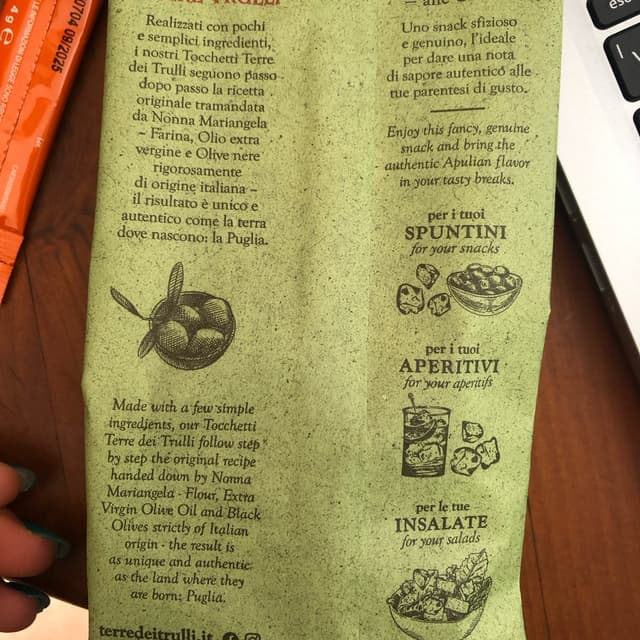 Realizzati con pochi
e semplici ingredienti,
i nostri Tocchetti Terre
dei Trulli seguono passo
dopo passo la ricetta
originale tramandata
da Nonna Mariangela
– Farina, Olio extra
vergine e Olive nere
rigorosamente
di origine italiana –
il risultato è unico e
autentico come la terra
dove nascono: la Puglia.
Made with a few simple
ingredients, our Tocchetti
Terre dei Trulli follow step
by step the original recipe
handed down by Nonna
Mariangela - Flour, Extra
Virgin Olive Oil and Black
Olives strictly of Italian
origin - the result is
as unique and authentic
as the land where they
are born: Puglia.
terredeitrulli.it
Uno snack sfizioso
e genuino, l'ideale
per dare una nota
di sapore autentico alle
tue parentesi di gusto.
Enjoy this fancy, genuine
snack and bring the
authentic Apulian flavor
in your tasty breaks.
per i tuoi
SPUNTINI
for your snacks
per i tuoi
APERITIVI
for your aperitifs
per le tue
INSALATE
for your salads
0704 09/2025
4g e
esc